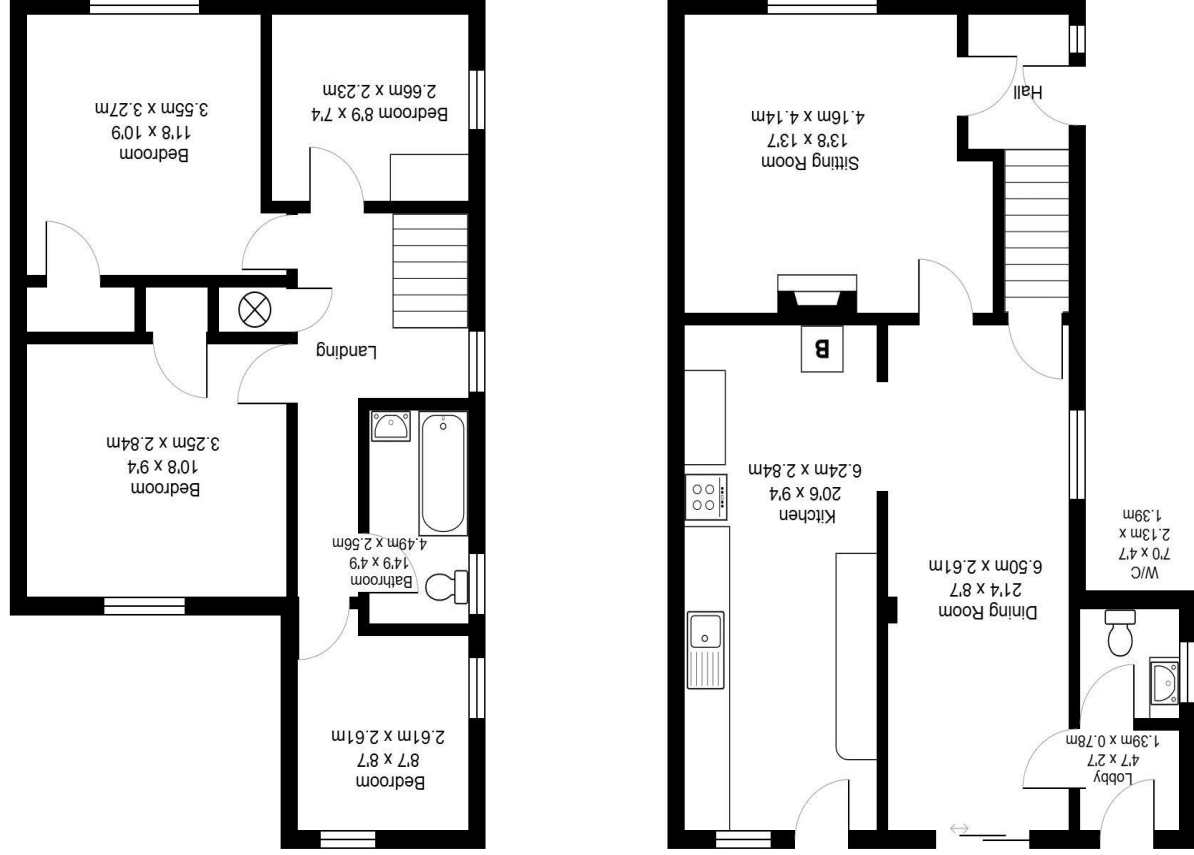 Lobby
4'7 x 2'7
1.39m x 0.78m
Dining Room
21'4 x 8'7
6.50m x 2.61m
W/C
7'0 x 4'7
2.13m x
1.39m
Kitchen
20'6 x 9'4
6.24m x 2.84m
B
Sitting Room
13'8 x 13'7
4.16m x 4.14m
Hall
Bedroom
8'7 x 8'7
2.61m x 2.61m
Bathroom
14'9 x 4'9
4.49m x 2.56m
Bedroom
10'8 x 9'4
3.25m x 2.84m
Landing
Bedroom
11'8 x 10'9
3.55m x 3.27m
Bedroom 8'9 x 7'4
2.66m x 2.23m